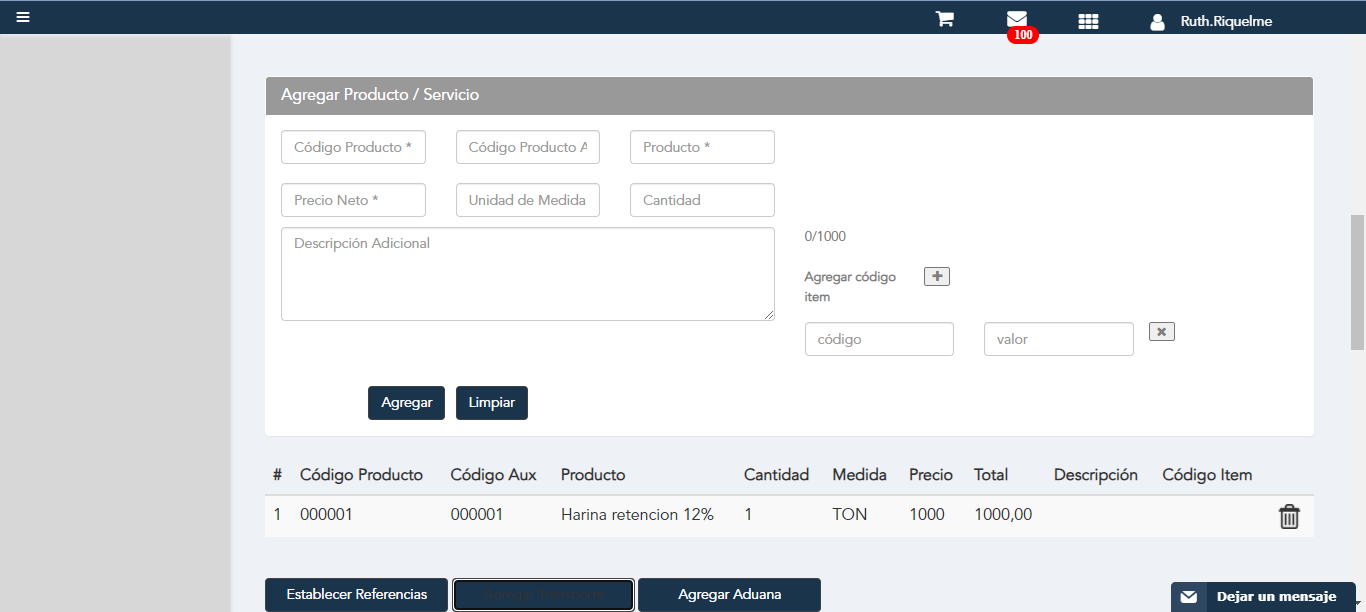 Ruth.Riquelme
100
Agregar Producto / Servicio
Código Producto *
Código Producto A
Producto *
Precio Neto *
Unidad de Medida
Cantidad
Descripción Adicional
0/1000
Agregar código
item
código
valor
Agregar
Limpiar
# Código Producto Código Aux Producto Cantidad Medida Precio Total Descripción Código Item
1 000001 000001 Harina retencion 12% 1 TON 1000 1000,00
Establecer Referencias
Agregar Aduana
Dejar un mensaje